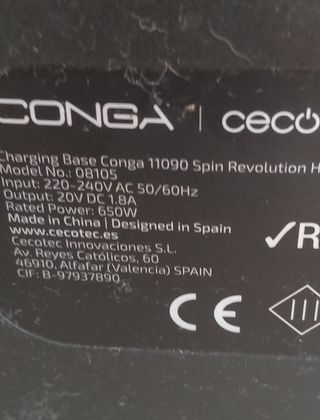 CONGA | ceco
Charging Base Conga 11090 Spin Revolution H
Model No.: 08105
Input: 220-240V AC 50/60Hz
Output: 20V DC 1.8A
Rated Power: 650W
Made in China | Designed in Spain
www.cecotec.es
Cecotec Innovaciones S.L.
Av. Reyes Católicos, 60
46910, Alfafar (Valencia) SPAIN
CIF: B-97937890
✓R
CE